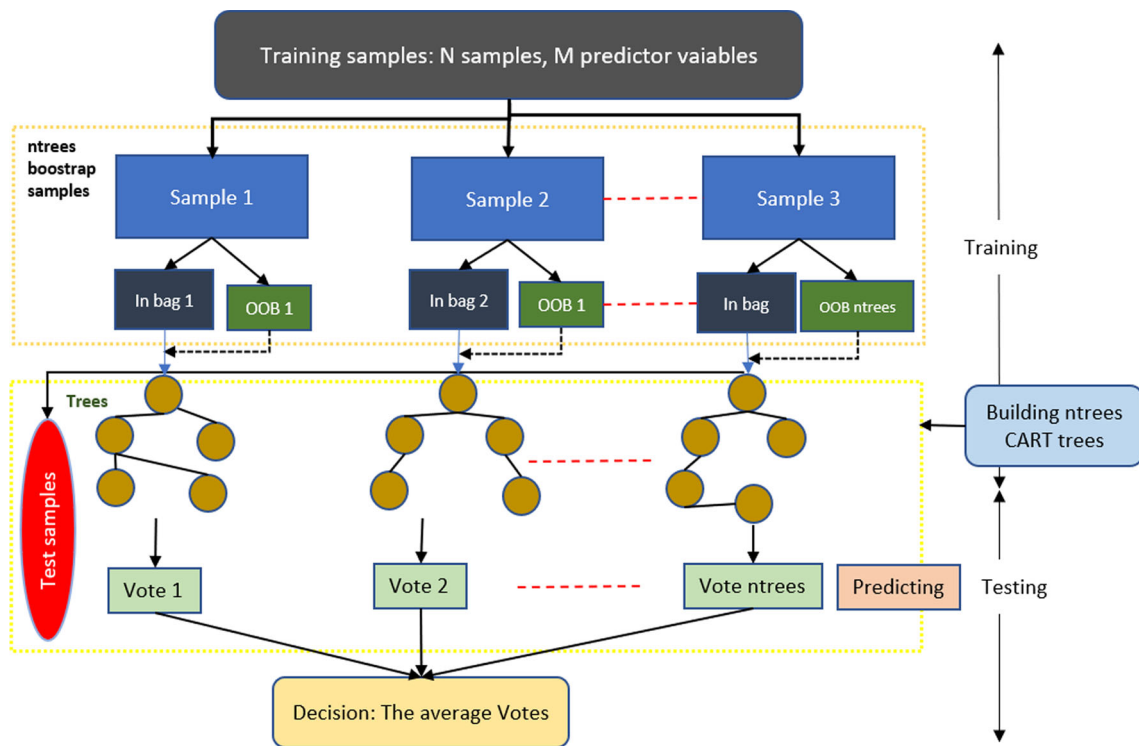 Training samples: N samples, M predictor vaiables
ntrees
boostrap
samples
Sample 1
Sample 2
Sample 3
Training
In bag 1
OOB 1
In bag 2
OOB 1
In bag
OOB ntrees
Trees
Building ntrees
CART trees
Test samples
Vote 1
Vote 2
Vote ntrees
Predicting
Testing
Decision: The average Votes